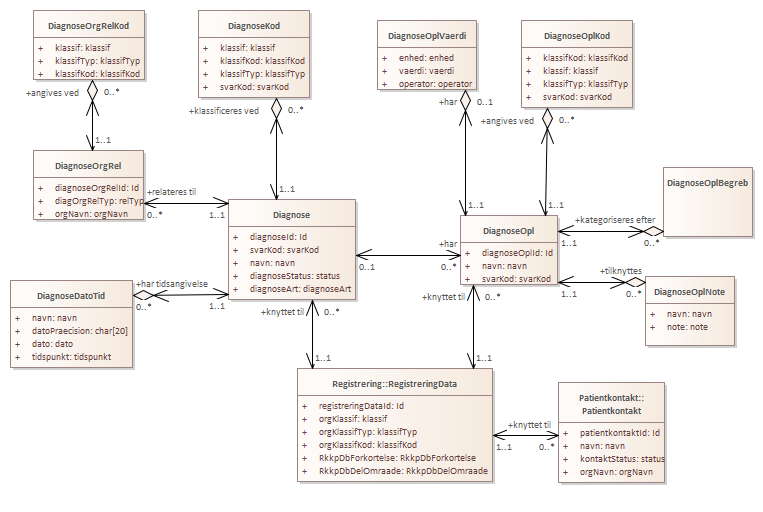 DiagnoseOrgRelKod
+ klassif: klassif
+ klassifTyp: klassifTyp
+ klassifKod: klassifKod
DiagnoseKod
+ klassif: klassif
+ klassifKod: klassifKod
+ klassifTyp: klassifTyp
+ svarKod: svarKod
DiagnoseOplVaerdi
+ enhed: enhed
+ vaerdi: vaerdi
+ operator: operator
DiagnoseOplKod
+ klassifKod: klassifKod
+ klassif: klassif
+ klassifTyp: klassifTyp
+ svarKod: svarKod
+angives ved
0..*
1..1
+klassificeres ved
0..*
1..1
+har
0..1
1..1
+angives ved
0..*
1..1
DiagnoseOrgRel
+ diagnoseOrgRelId: Id
+ diagOrgRelTyp: relTyp
+ orgNavn: orgNavn
+relateres til
0..*
1..1
Diagnose
+ diagnoseId: Id
+ svarKod: svarKod
+ navn: navn
+ diagnoseStatus: status
+ diagnoseArt: diagnoseArt
+har
0..1
0..*
DiagnoseOpl
+ diagnoseOplId: Id
+ navn: navn
+ svarKod: svarKod
+kategoriseres efter
1..1
0..*
DiagnoseOplBegreb
+tilknyttes
1..1
0..*
DiagnoseOplNote
+ navn: navn
+ note: note
DiagnoseDatoTid
+ navn: navn
+ datoPraecision: char[20]
+ dato: dato
+ tidspunkt: tidspunkt
+har tidsangivelse
0..*
1..1
+knyttet til
0..*
1..1
+knyttet til
0..*
1..1
Registrering::RegistreringData
+ registreringDataId: Id
+ orgKlassif: klassif
+ orgKlassifTyp: klassifTyp
+ orgKlassifKod: klassifKod
+ RkkpDbForkortelse: RkkpDbForkortelse
+ RkkpDbDelOmraade: RkkpDbDelOmraade
+knyttet til
1..1
0..*
Patientkontakt::
Patientkontakt
+ patientkontaktId: Id
+ navn: navn
+ kontaktStatus: status
+ orgNavn: orgNavn